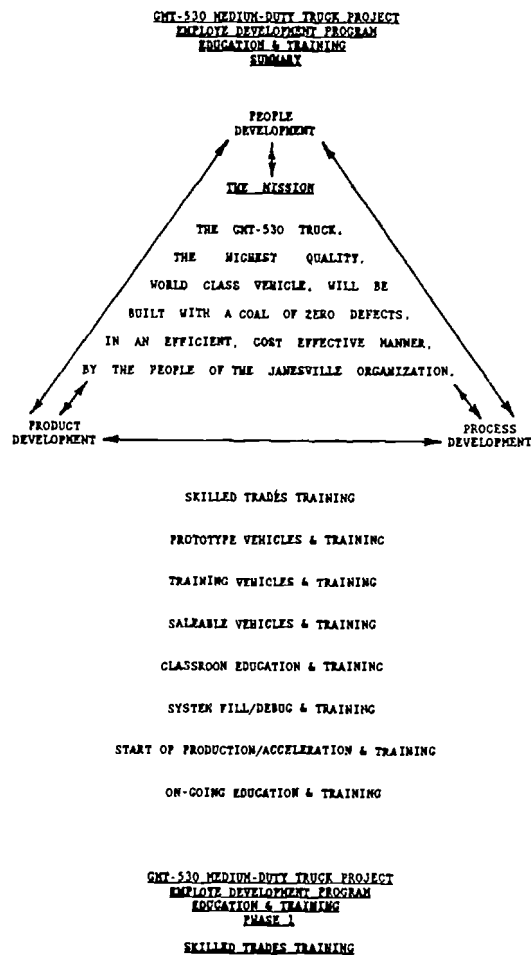 GMT-530 MEDIUM-DUTY TRUCK PROJECT
EMPLOYE DEVELOPMENT PROGRAM
EDUCATION & TRAINING
SUMMARY
PEOPLE
DEVELOPMENT
THE MISSION
THE GMT-530 TRUCK,
THE HIGHEST QUALITY,
WORLD CLASS VEHICLE, WILL BE
BUILT WITH A GOAL OF ZERO DEFECTS,
IN AN EFFICIENT, COST EFFECTIVE MANNER,
BY THE PEOPLE OF THE JANESVILLE ORGANIZATION.
PRODUCT
DEVELOPMENT
PROCESS
DEVELOPMENT
SKILLED TRADES TRAINING
PROTOTYPE VEHICLES & TRAINING
TRAINING VEHICLES & TRAINING
SALEABLE VEHICLES & TRAINING
CLASSROOM EDUCATION & TRAINING
SYSTEM FILL/DEBUG & TRAINING
START OF PRODUCTION/ACCELERATION & TRAINING
ON-GOING EDUCATION & TRAINING
GMT-530 MEDIUM-DUTY TRUCK PROJECT
EMPLOYE DEVELOPMENT PROGRAM
EDUCATION & TRAINING
PHASE 1
SKILLED TRADES TRAINING